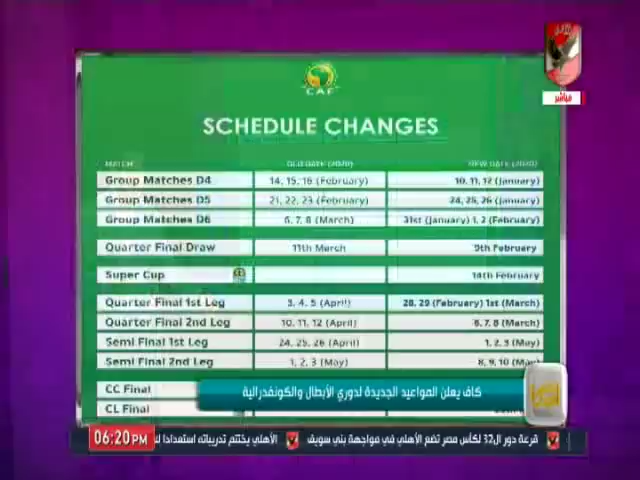 مباشر
CAF
SCHEDULE CHANGES
MATCH OLD DATE (2020) NEW DATE (2020)
Group Matches D4 14, 15, 16 (February) 10, 11, 12 (January)
Group Matches D5 21, 22, 23 (February) 24, 25, 26 (January)
Group Matches D6 6, 7, 8 (March) 31st (January) 1, 2 (February)
Quarter Final Draw 11th March 9th February
Super Cup 14th February
Quarter Final 1st Leg 3, 4, 5 (April) 28, 29 (February) 1st (March)
Quarter Final 2nd Leg 10, 11, 12 (April) 6, 7, 8 (March)
Semi Final 1st Leg 24, 25, 26 (April) 1, 2, 3 (May)
Semi Final 2nd Leg 1, 2, 3 (May) 8, 9, 10 (May)
CC Final
CL Final
كاف يعلن المواعيد الجديدة لدوري الأبطال والكونفدرالية
قرعة دور ال32 لكأس مصر تضع الأهلي في مواجهة بني سويف الأهلي يختتم تدريباته استعدادا
06:20 PM